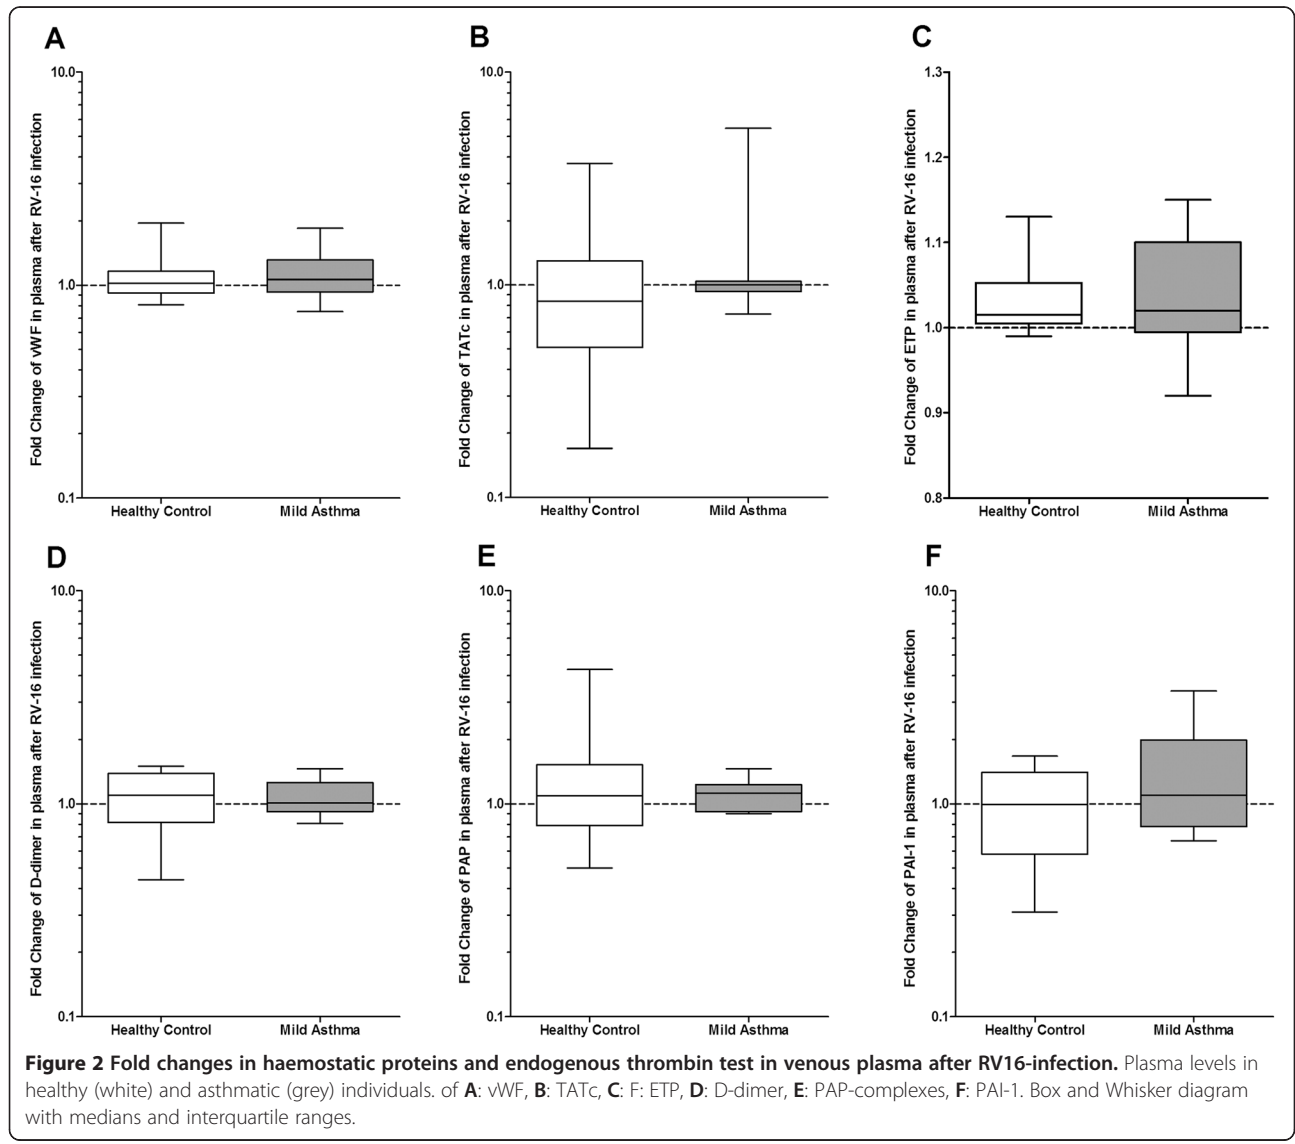 A
Fold Change of vWF in plasma after RV-16 infection
10.0
1.0
0.1
Healthy Control
Mild Asthma
B
Fold Change of TATc in plasma after RV-16 infection
10.0
1.0
0.1
Healthy Control
Mild Asthma
C
Fold Change of ETP in plasma after RV-16 infection
1.3
1.2
1.1
1.0
0.9
0.8
Healthy Control
Mild Asthma
D
Fold Change of D-dimer in plasma after RV-16 infection
10.0
1.0
0.1
Healthy Control
Mild Asthma
E
Fold Change of PAP in plasma after RV-16 infection
10.0
1.0
0.1
Healthy Control
Mild Asthma
F
Fold Change of PAI-1 in plasma after RV-16 infection
10.0
1.0
0.1
Healthy Control
Mild Asthma
Figure 2 Fold changes in haemostatic proteins and endogenous thrombin test in venous plasma after RV16-infection. Plasma levels in
healthy (white) and asthmatic (grey) individuals. of A: vWF, B: TATc, C: F: ETP, D: D-dimer, E: PAP-complexes, F: PAI-1. Box and Whisker diagram
with medians and interquartile ranges.